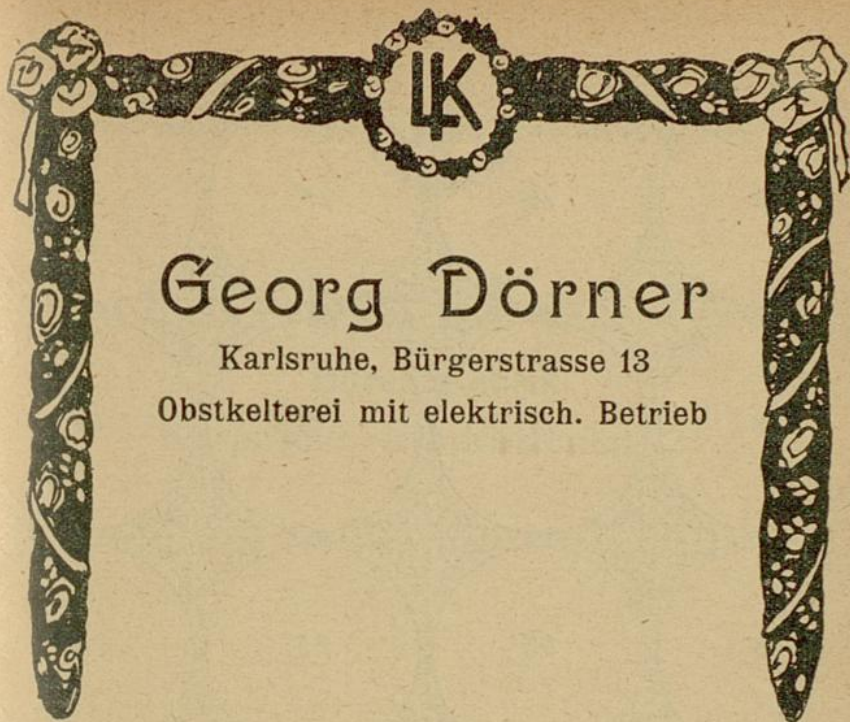 LK
Georg Dörner
Karlsruhe, Bürgerstrasse 13
Obstkelterei mit elektrisch. Betrieb